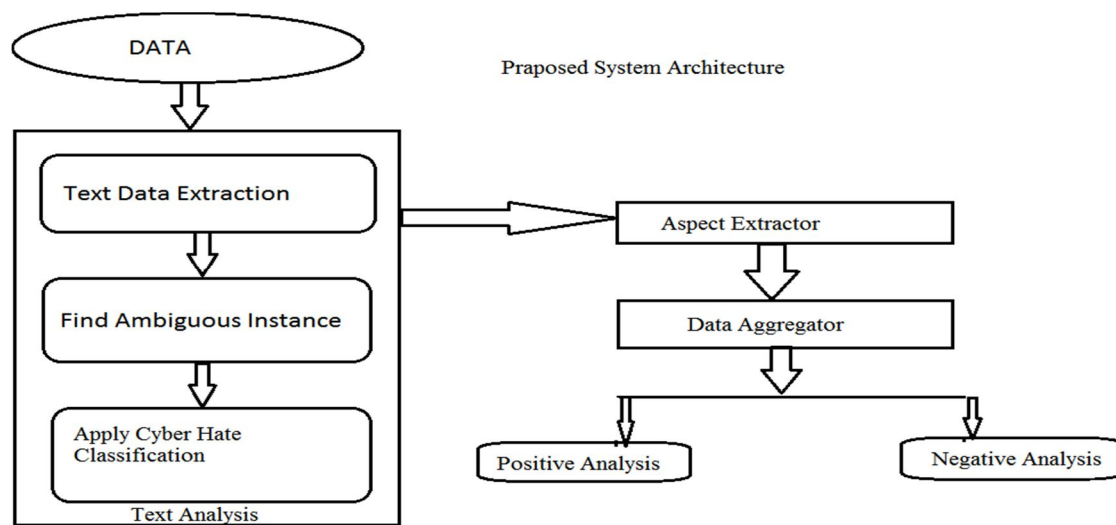 DATA
Praposed System Architecture
Text Data Extraction
Find Ambiguous Instance
Apply Cyber Hate
Classification
Text Analysis
Aspect Extractor
Data Aggregator
Positive Analysis
Negative Analysis